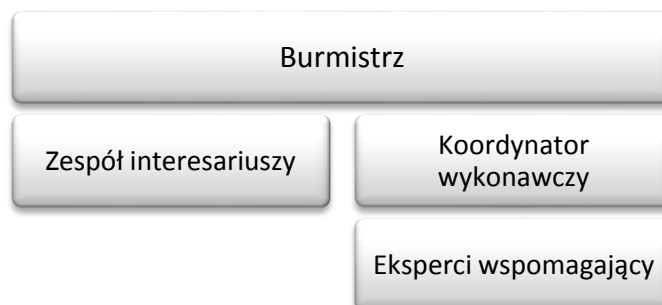 Burmistrz
Zespół interesariuszy
Koordynator
wykonawczy
Eksperci wspomagający